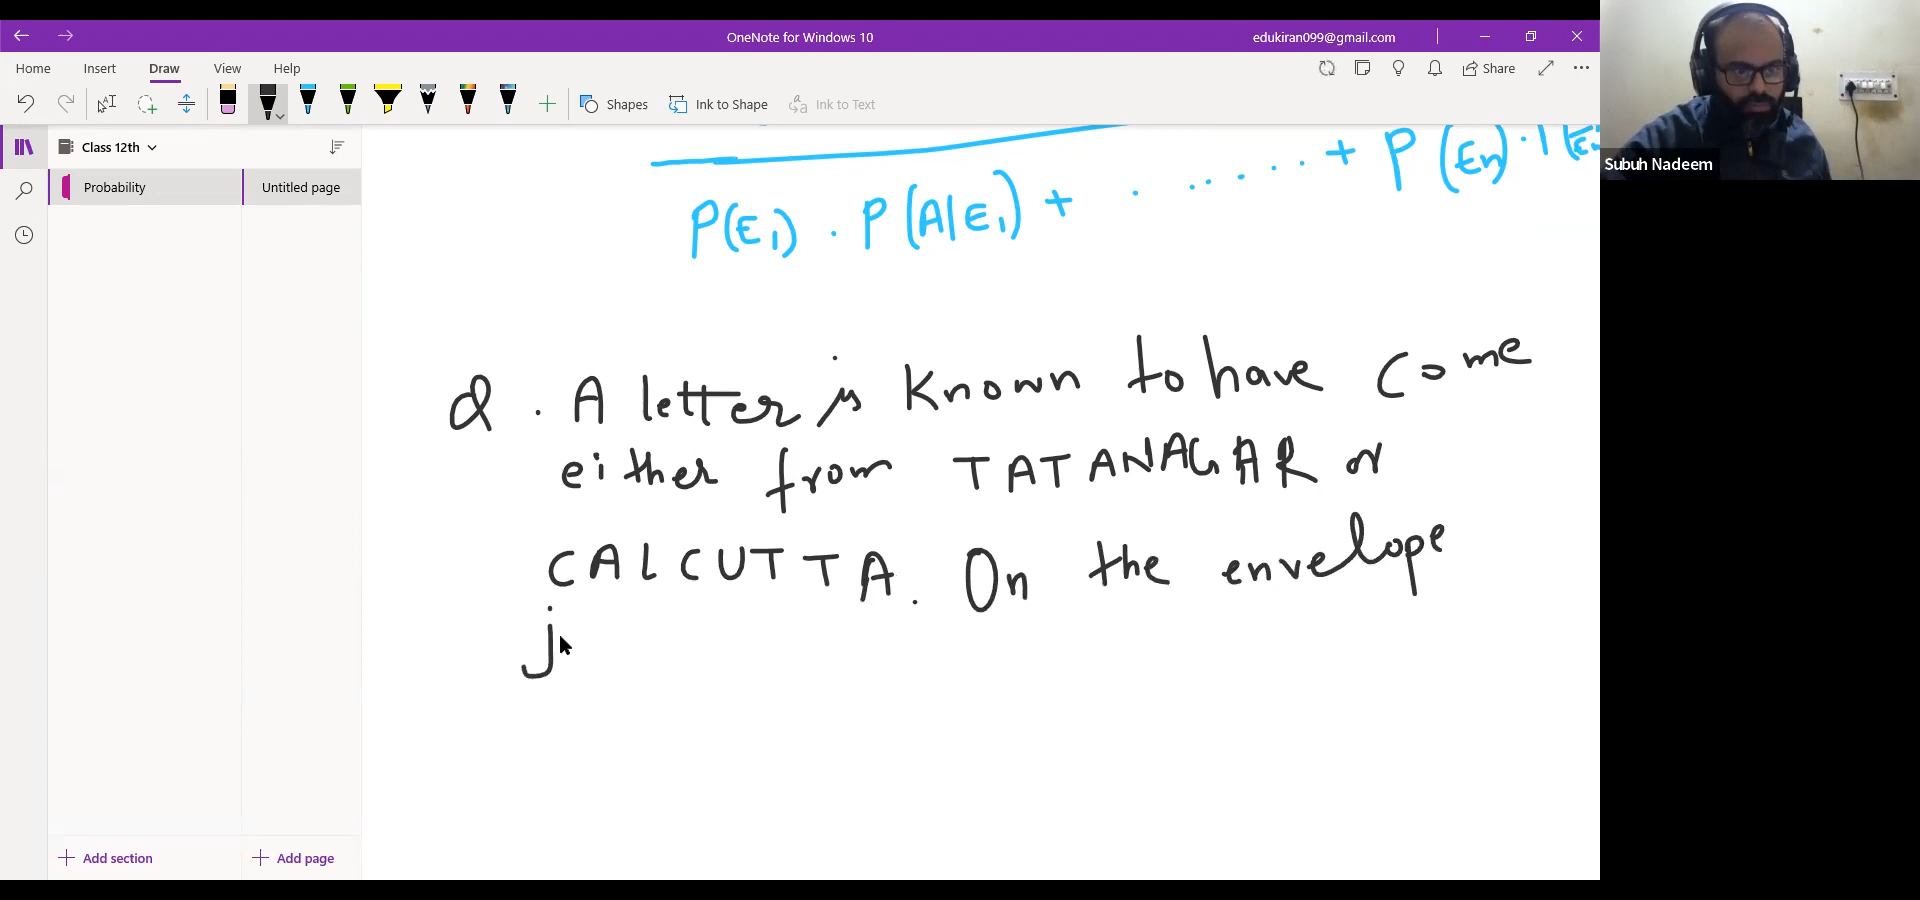 OneNote for Windows 10
edukiran099@gmail.com
Home Insert Draw View Help
Share
Shapes Ink to Shape Ink to Text
Class 12th
Probability
Untitled page
+ P(En) · P(E
P(E₁) . P(A|E₁) + . . . . . . .
Subuh Nadeem
Q . A letter is known to have come
either from TATANAGAR or
CALCUTTA. On the envelope
j
Add section
Add page